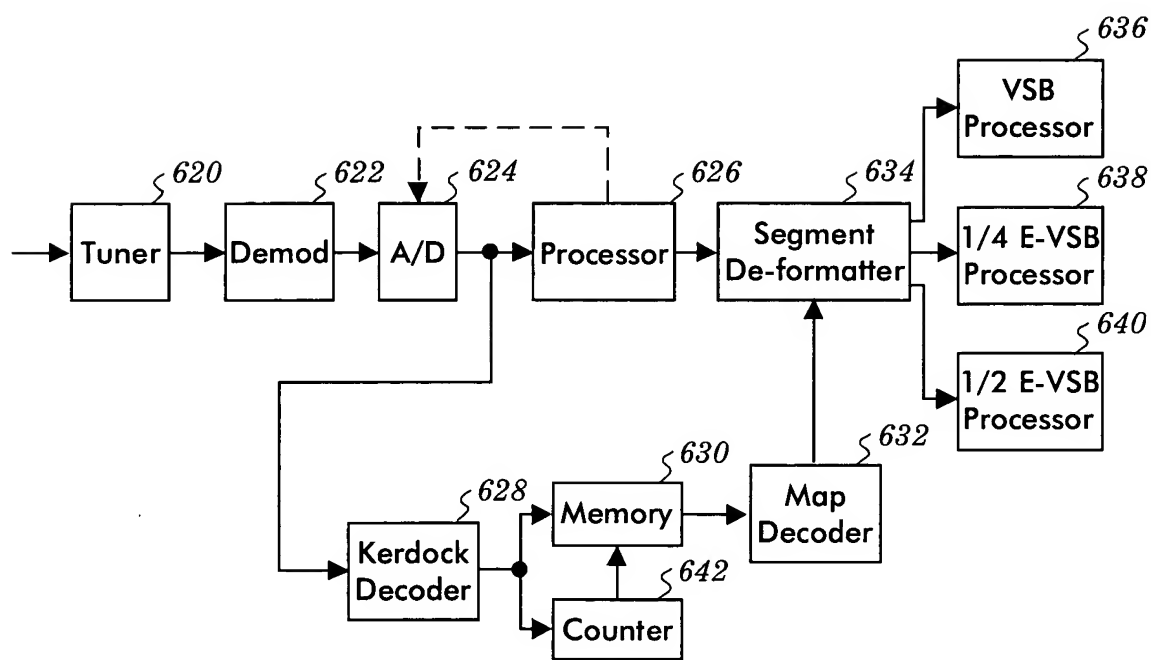 636
VSB
Processor
620
622
624
626
634
638
Tuner
Demod
A/D
Processor
Segment
De-formatter
1/4 E-VSB
Processor
640
1/2 E-VSB
Processor
632
630
628
Memory
Map
Decoder
Kerdock
Decoder
642
Counter